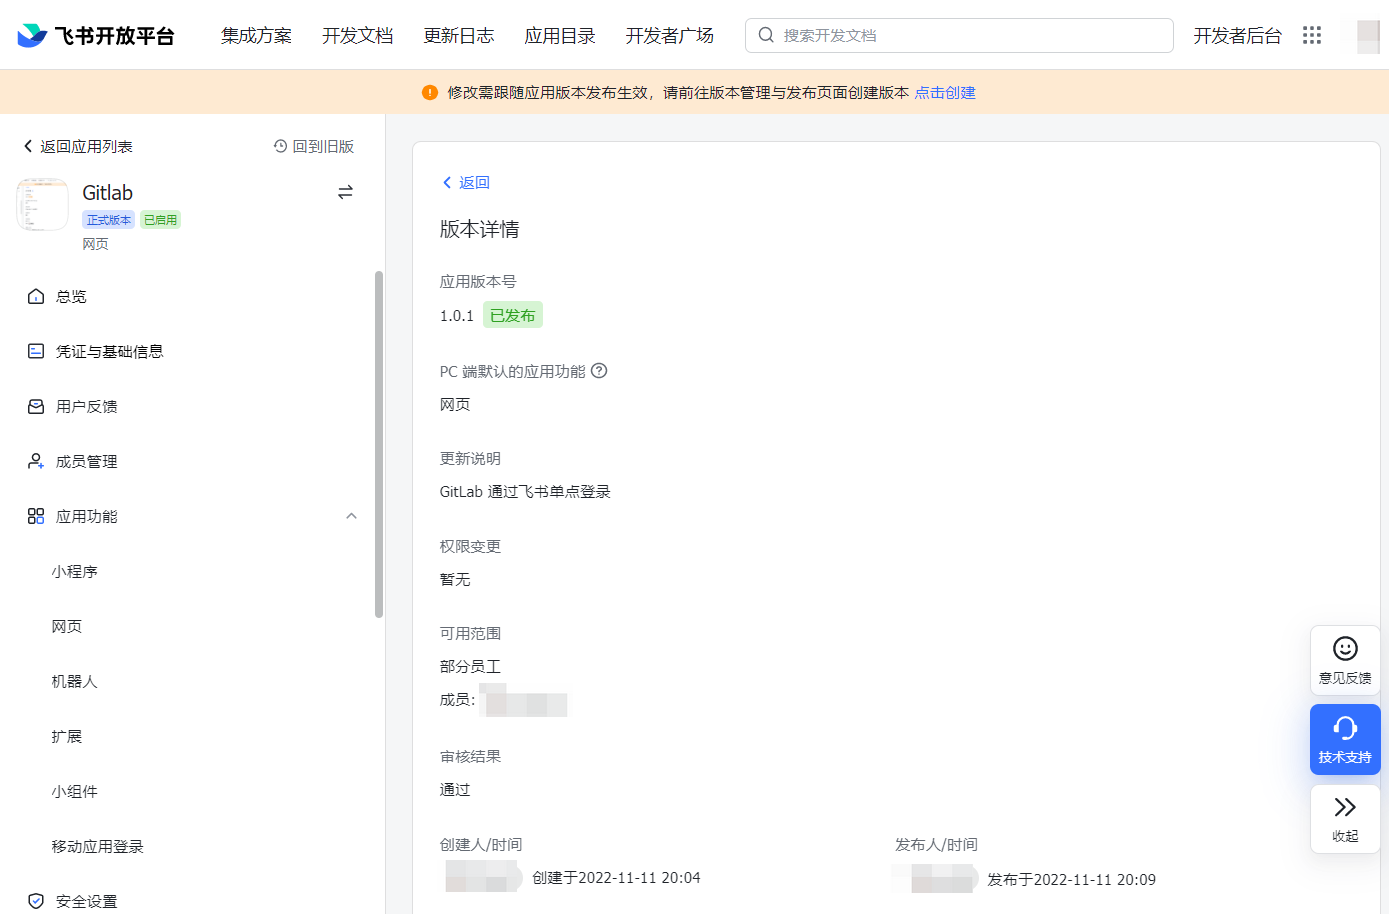 飞书开放平台 集成方案 开发文档 更新日志 应用目录 开发者广场 搜索开发文档 开发者后台
修改需跟随应用版本发布生效，请前往版本管理与发布页面创建版本 点击创建
返回应用列表 回到旧版
Gitlab
正式版本 已启用
网页
总览
凭证与基础信息
用户反馈
成员管理
应用功能
小程序
网页
机器人
扩展
小组件
移动应用登录
安全设置
返回
版本详情
应用版本号
1.0.1 已发布
PC 端默认的应用功能
网页
更新说明
GitLab 通过飞书单点登录
权限变更
暂无
可用范围
部分员工
成员:
审核结果
通过
创建人/时间 发布人/时间
创建于2022-11-11 20:04 发布于2022-11-11 20:09
意见反馈
技术支持
收起